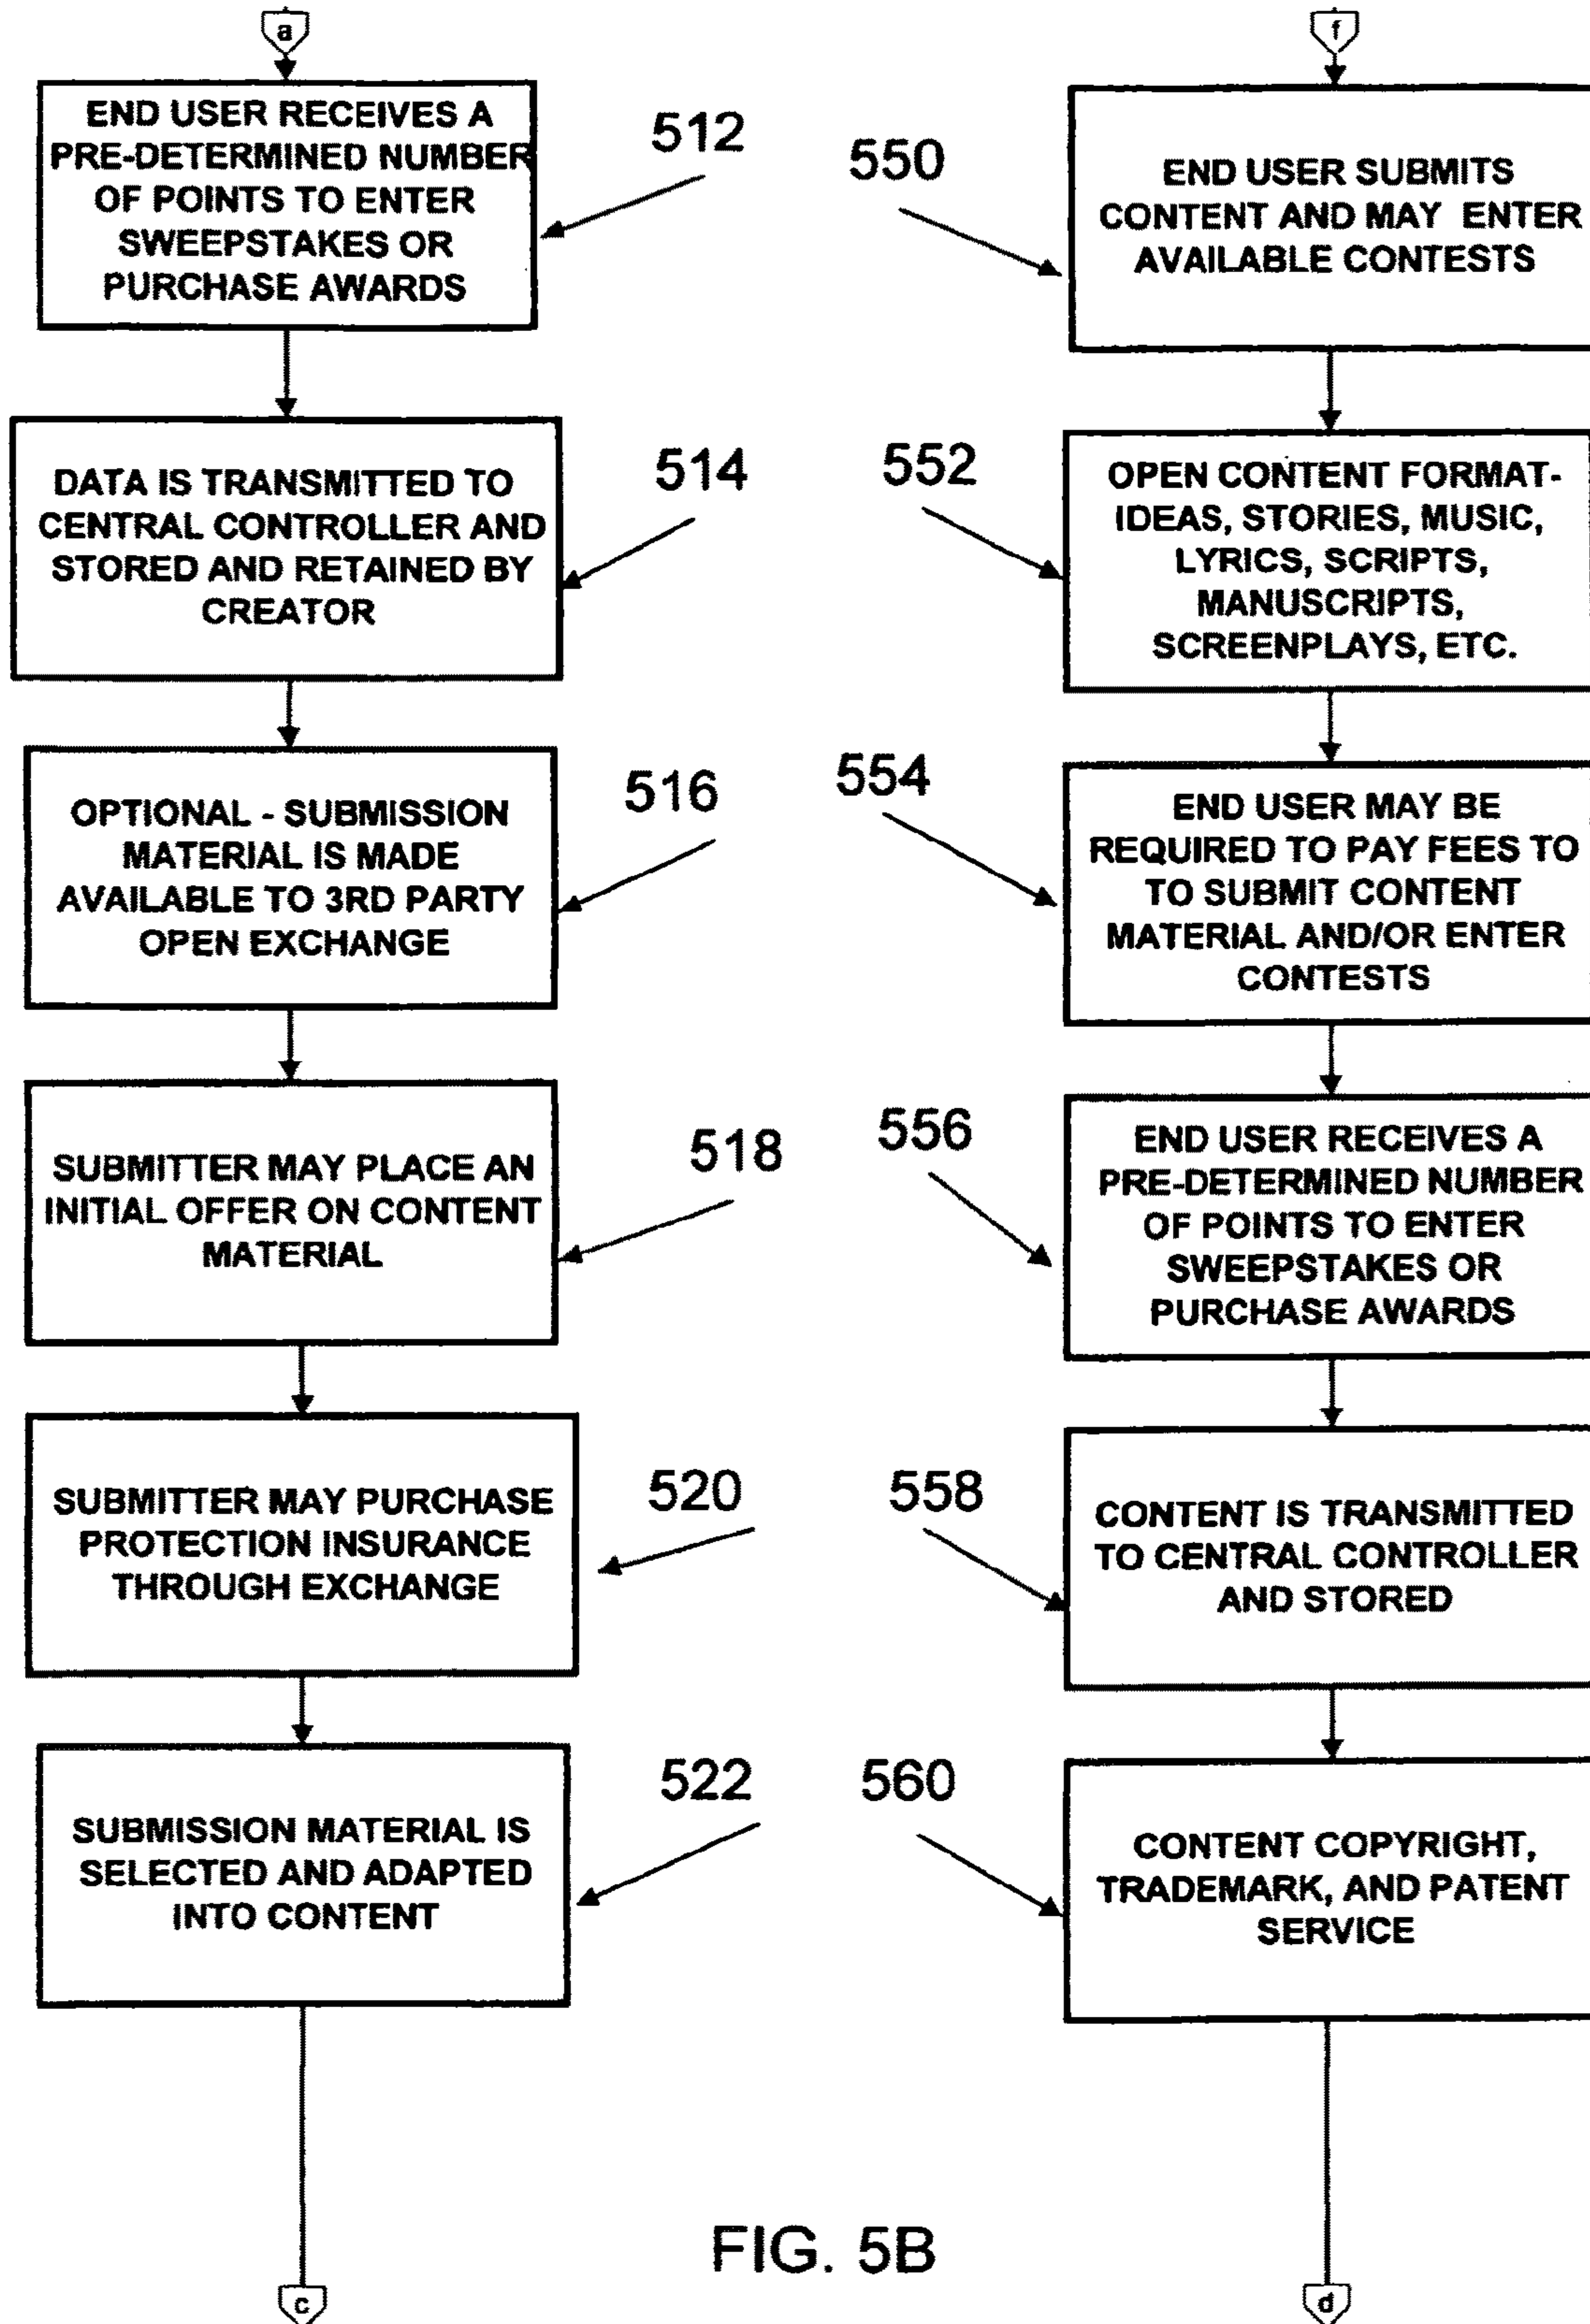 a
END USER RECEIVES A
PRE-DETERMINED NUMBER
OF POINTS TO ENTER
SWEEPSTAKES OR
PURCHASE AWARDS
512
DATA IS TRANSMITTED TO
CENTRAL CONTROLLER AND
STORED AND RETAINED BY
CREATOR
514
OPTIONAL - SUBMISSION
MATERIAL IS MADE
AVAILABLE TO 3RD PARTY
OPEN EXCHANGE
516
SUBMITTER MAY PLACE AN
INITIAL OFFER ON CONTENT
MATERIAL
518
SUBMITTER MAY PURCHASE
PROTECTION INSURANCE
THROUGH EXCHANGE
520
SUBMISSION MATERIAL IS
SELECTED AND ADAPTED
INTO CONTENT
522
c
f
550
END USER SUBMITS
CONTENT AND MAY ENTER
AVAILABLE CONTESTS
552
OPEN CONTENT FORMAT-
IDEAS, STORIES, MUSIC,
LYRICS, SCRIPTS,
MANUSCRIPTS,
SCREENPLAYS, ETC.
554
END USER MAY BE
REQUIRED TO PAY FEES TO
TO SUBMIT CONTENT
MATERIAL AND/OR ENTER
CONTESTS
556
END USER RECEIVES A
PRE-DETERMINED NUMBER
OF POINTS TO ENTER
SWEEPSTAKES OR
PURCHASE AWARDS
558
CONTENT IS TRANSMITTED
TO CENTRAL CONTROLLER
AND STORED
560
CONTENT COPYRIGHT,
TRADEMARK, AND PATENT
SERVICE
d
FIG. 5B